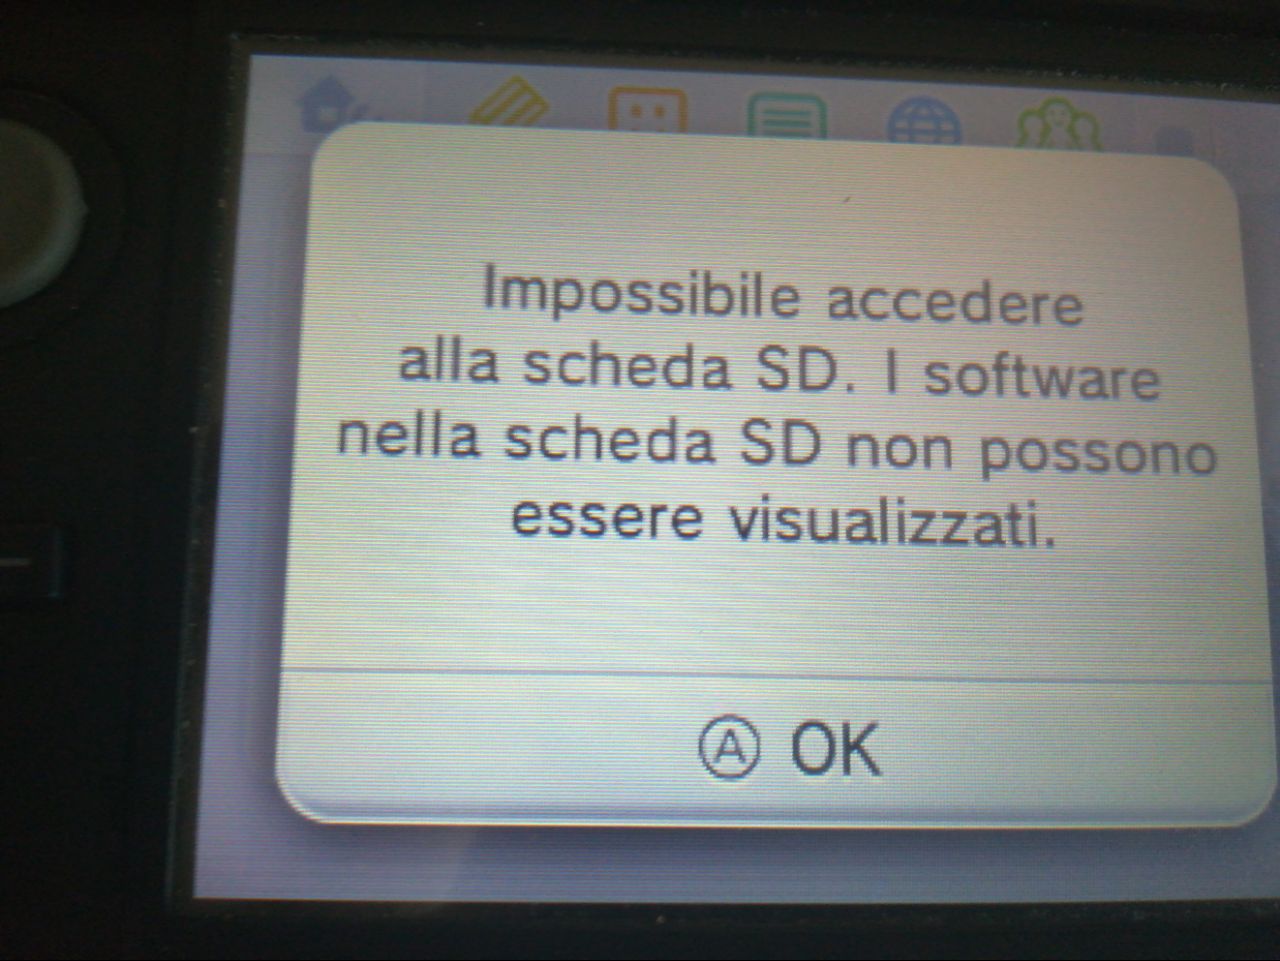 Impossibile accedere
alla scheda SD. I software
nella scheda SD non possono
essere visualizzati.
Ⓐ OK